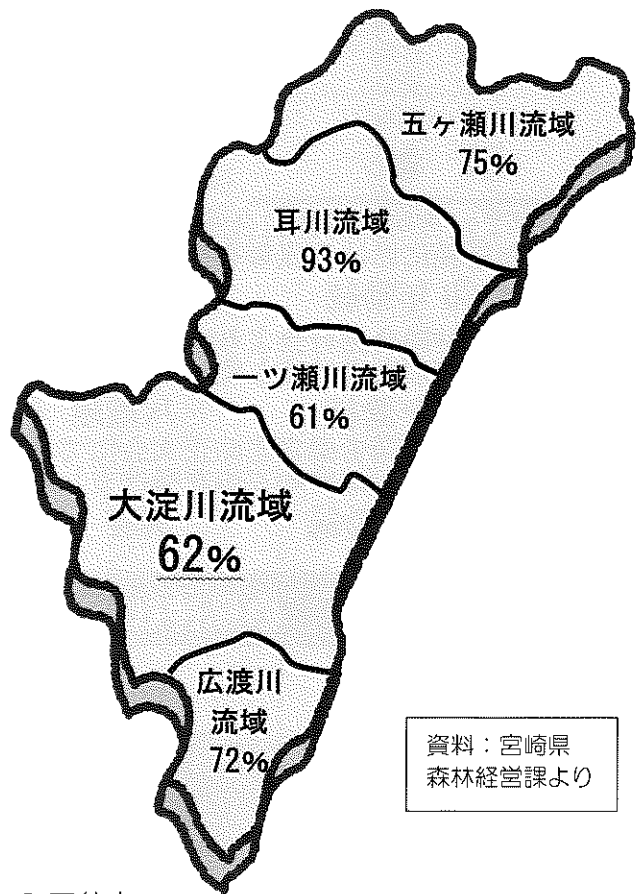 五ヶ瀬川流域
75%
耳川流域
93%
一ツ瀬川流域
61%
大淀川流域
62%
広渡川
流域
72%
資料：宮崎県
森林経営課より